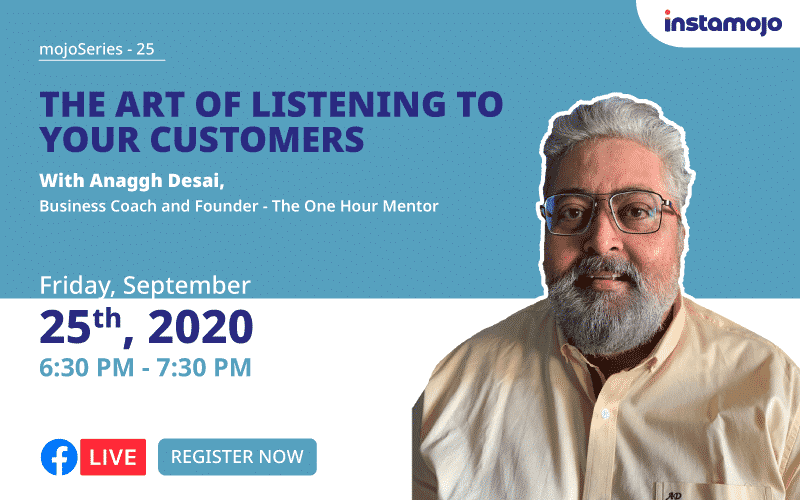 instamojo
mojoSeries - 25
THE ART OF LISTENING TO
YOUR CUSTOMERS
With Anaggh Desai,
Business Coach and Founder - The One Hour Mentor
Friday, September
25th, 2020
6:30 PM - 7:30 PM
f LIVE
REGISTER NOW
AD